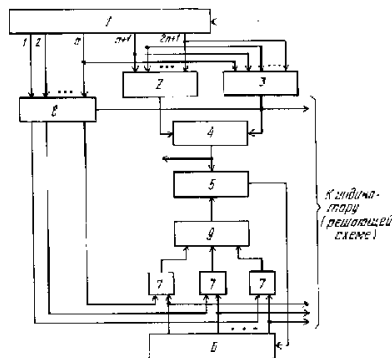 1
1 2 n n+1 2n+1
... ...
8 2 3
4
5
9
7 7 7
...
6
К индика-
тору
(решающей
схеме)